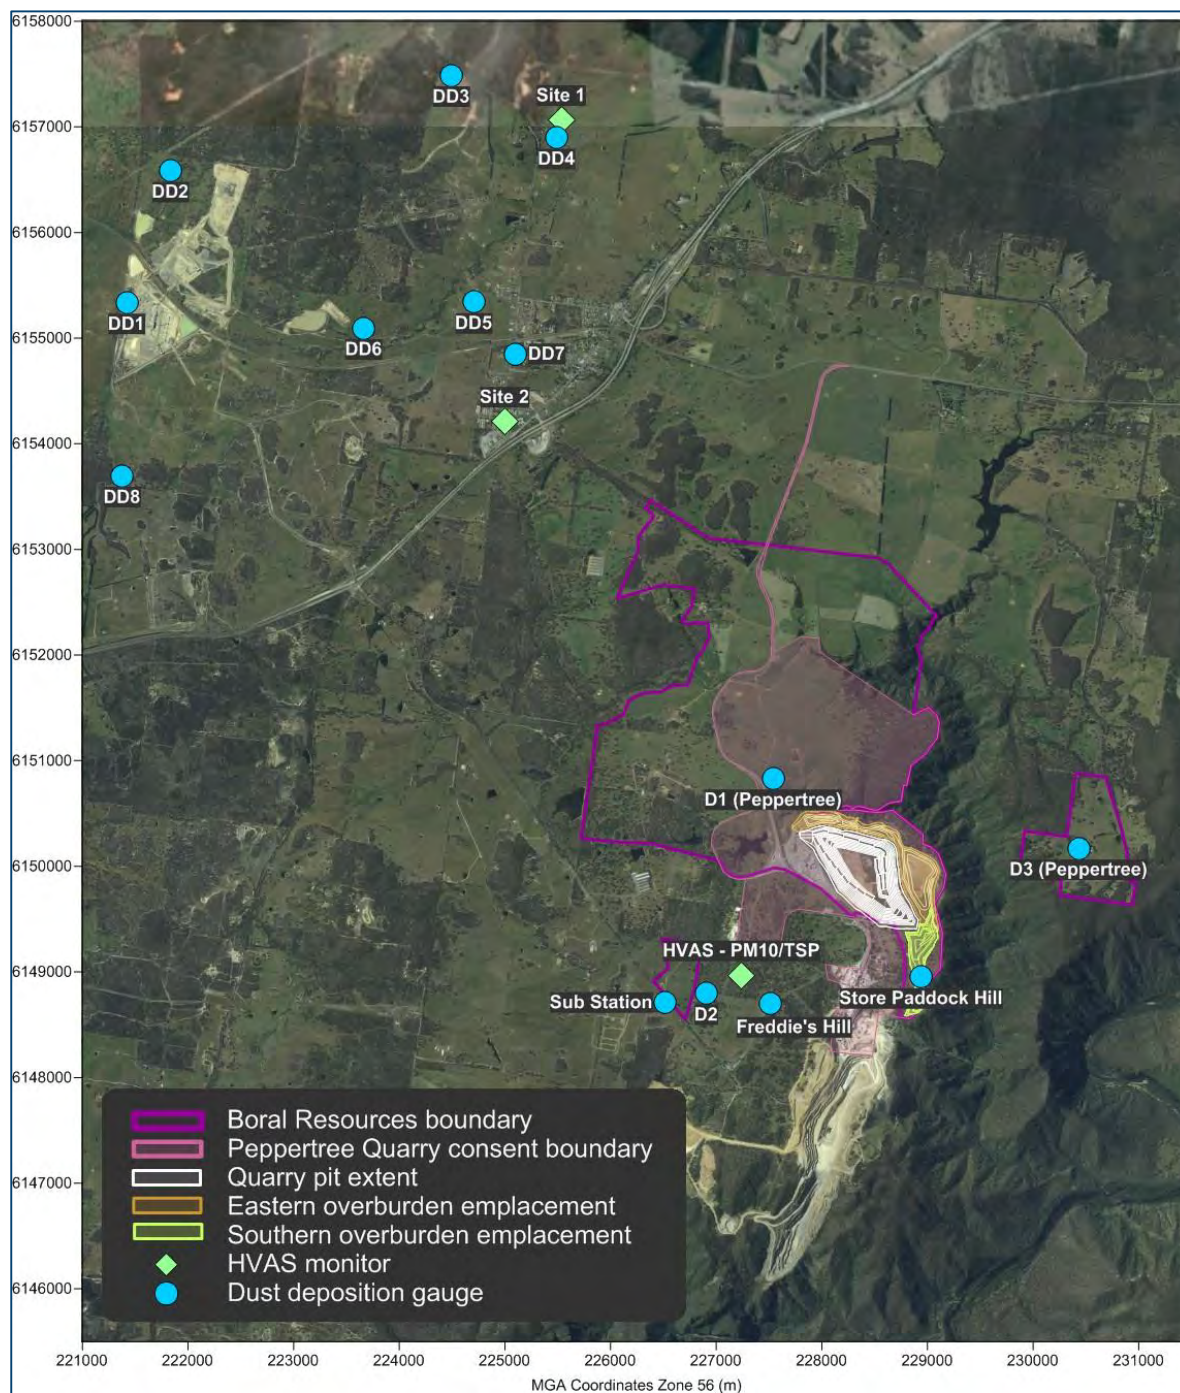 6158000
DD3
Site 1
6157000
DD4
DD2
6156000
DD1
DD5
6155000
DD6
DD7
Site 2
6154000
DD8
6153000
6152000
6151000
D1 (Peppertree)
6150000
D3 (Peppertree)
HVAS - PM10/TSP
6149000
Sub Station
D2
Store Paddock Hill
Freddie's Hill
6148000
Boral Resources boundary
Peppertree Quarry consent boundary
6147000
Quarry pit extent
Eastern overburden emplacement
Southern overburden emplacement
HVAS monitor
6146000
Dust deposition gauge
221000 222000 223000 224000 225000 226000 227000 228000 229000 230000 231000
MGA Coordinates Zone 56 (m)